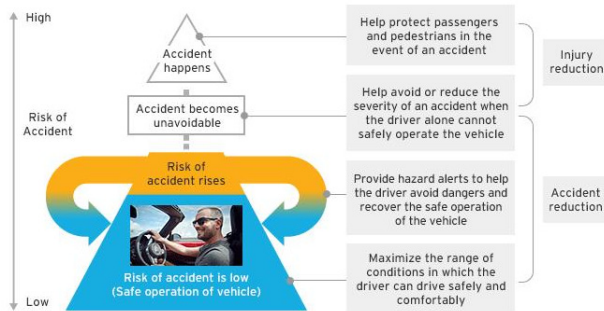 High
Risk of
Accident
Low
Accident
happens
Accident becomes
unavoidable
Risk of
accident rises
Risk of accident is low
(Safe operation of vehicle)
Help protect passengers
and pedestrians in the
event of an accident
Help avoid or reduce the
severity of an accident when
the driver alone cannot
safely operate the vehicle
Provide hazard alerts to help
the driver avoid dangers and
recover the safe operation
of the vehicle
Maximize the range of
conditions in which the
driver can drive safely and
comfortably
Injury
reduction
Accident
reduction